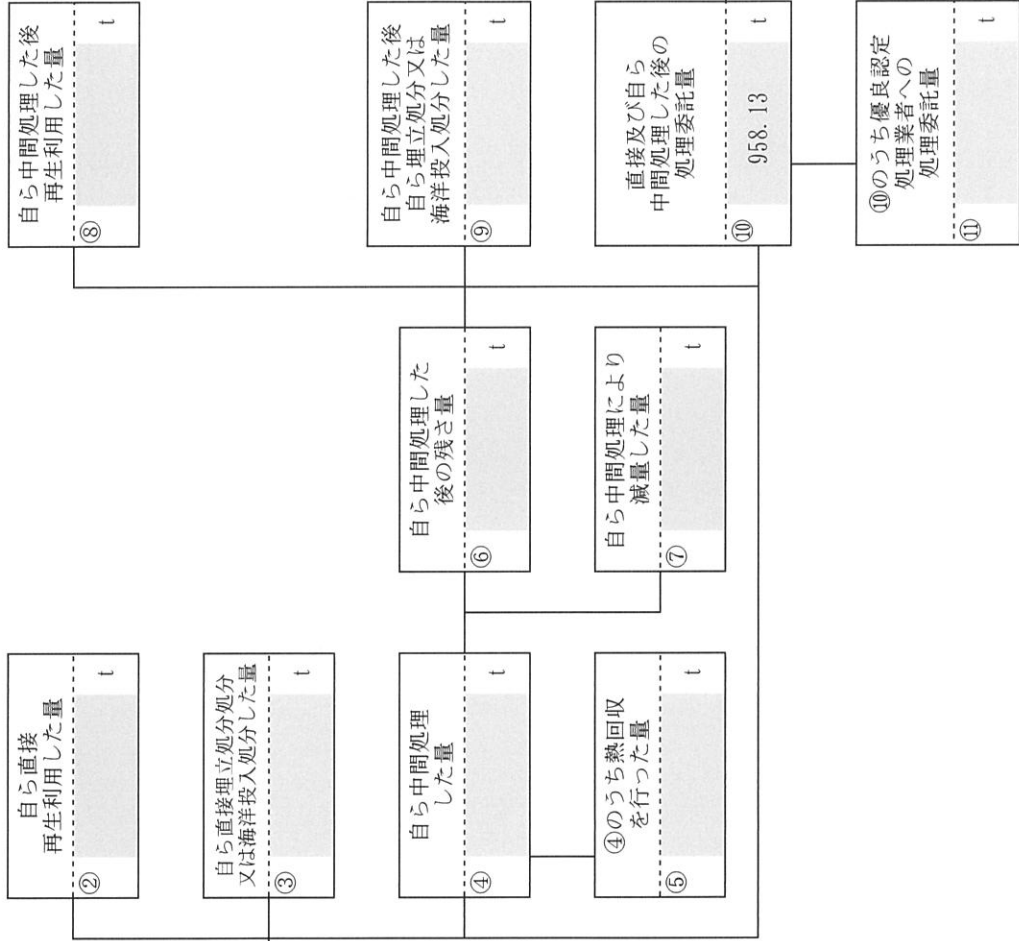 自ら直接
再生利用した量
②
t
自ら直接埋立処分処分
又は海洋投入処分した量
③
t
自ら中間処理
した量
④
t
④のうち熱回収
を行った量
⑤
t
自ら中間処理した
後の残さ量
⑥
t
自ら中間処理により
減量した量
⑦
t
自ら中間処理した後
再生利用した量
⑧
t
自ら中間処理した後
自ら埋立処分又は
海洋投入処分した量
⑨
t
直接及び自ら
中間処理した後の
処理委託量
⑩
958.13
t
⑩のうち優良認定
処理業者への
処理委託量
⑪
t